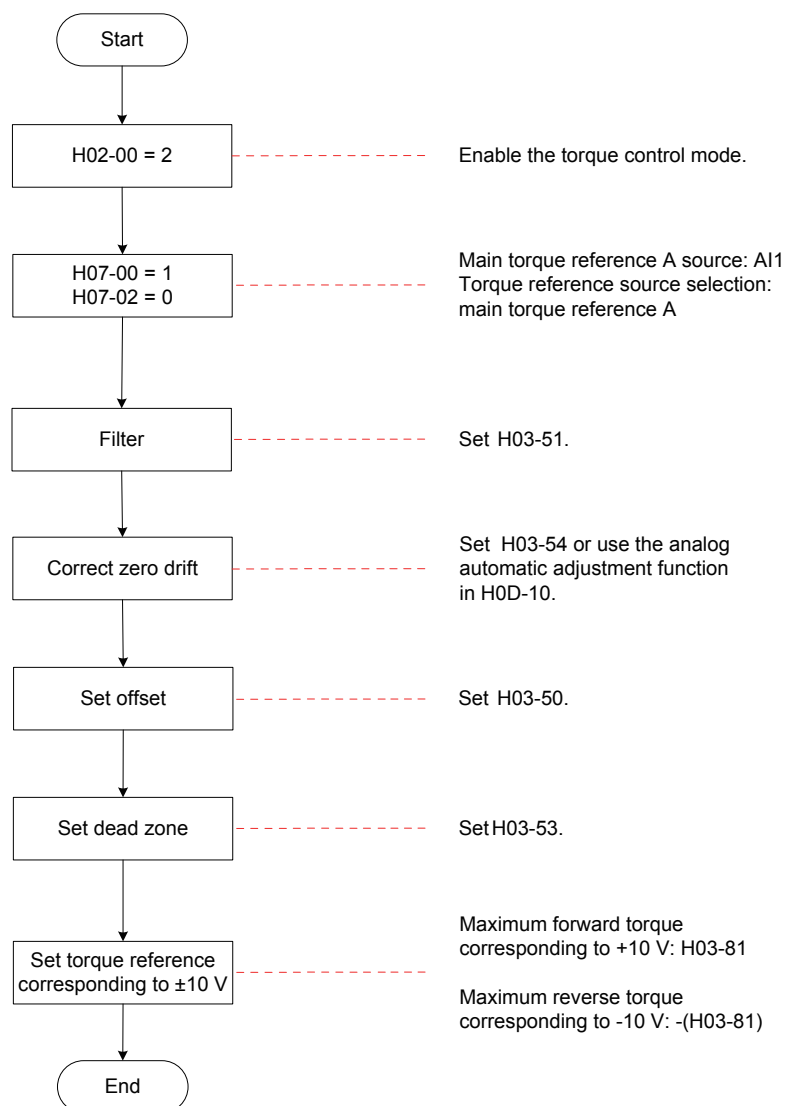 Start
H02-00 = 2
Enable the torque control mode.
H07-00 = 1
H07-02 = 0
Main torque reference A source: AI1
Torque reference source selection:
main torque reference A
Filter
Set H03-51.
Correct zero drift
Set H03-54 or use the analog
automatic adjustment function
in H0D-10.
Set offset
Set H03-50.
Set dead zone
Set H03-53.
Set torque reference
corresponding to ±10 V
Maximum forward torque
corresponding to +10 V: H03-81
Maximum reverse torque
corresponding to -10 V: -(H03-81)
End